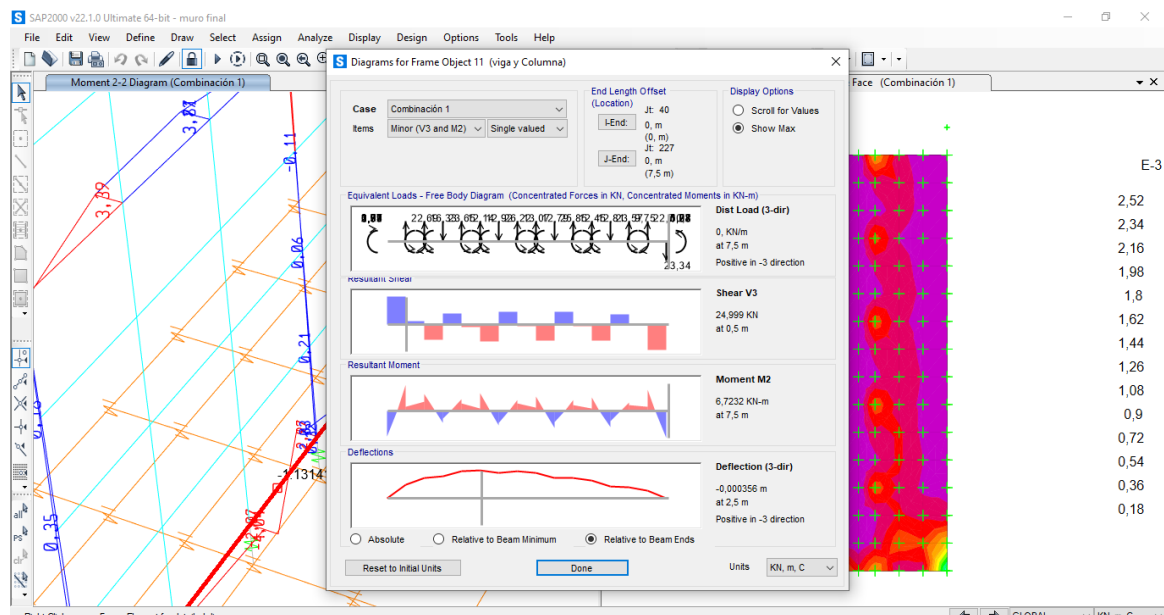 SAP2000 v22.1.0 Ultimate 64-bit - muro final
File Edit View Define Draw Select Assign Analyze Display Design Options Tools Help
Moment 2-2 Diagram (Combinación 1)
Face (Combinación 1)
Diagrams for Frame Object 11 (viga y Columna)
Case Combinación 1
Items Minor (V3 and M2) Single valued
End Length Offset
(Location)
Jt: 40
I-End: 0, m
(0, m)
Jt: 227
J-End: 0, m
(7,5 m)
Display Options
Scroll for Values
Show Max
Equivalent Loads - Free Body Diagram (Concentrated Forces in KN, Concentrated Moments in KN-m)
Dist Load (3-dir)
0, KN/m
at 7,5 m
Positive in -3 direction
23,34
Resultant Shear
Shear V3
24,999 KN
at 0,5 m
Resultant Moment
Moment M2
6,7232 KN-m
at 7,5 m
Deflections
Deflection (3-dir)
-0,000356 m
at 2,5 m
Positive in -3 direction
Absolute Relative to Beam Minimum Relative to Beam Ends
Reset to Initial Units Done Units KN, m, C
3,39
-0.11
0.06
0.21
0.35
all
PS
clr
E-3
2,52
2,34
2,16
1,98
1,8
1,62
1,44
1,26
1,08
0,9
0,72
0,54
0,36
0,18
GLOBAL